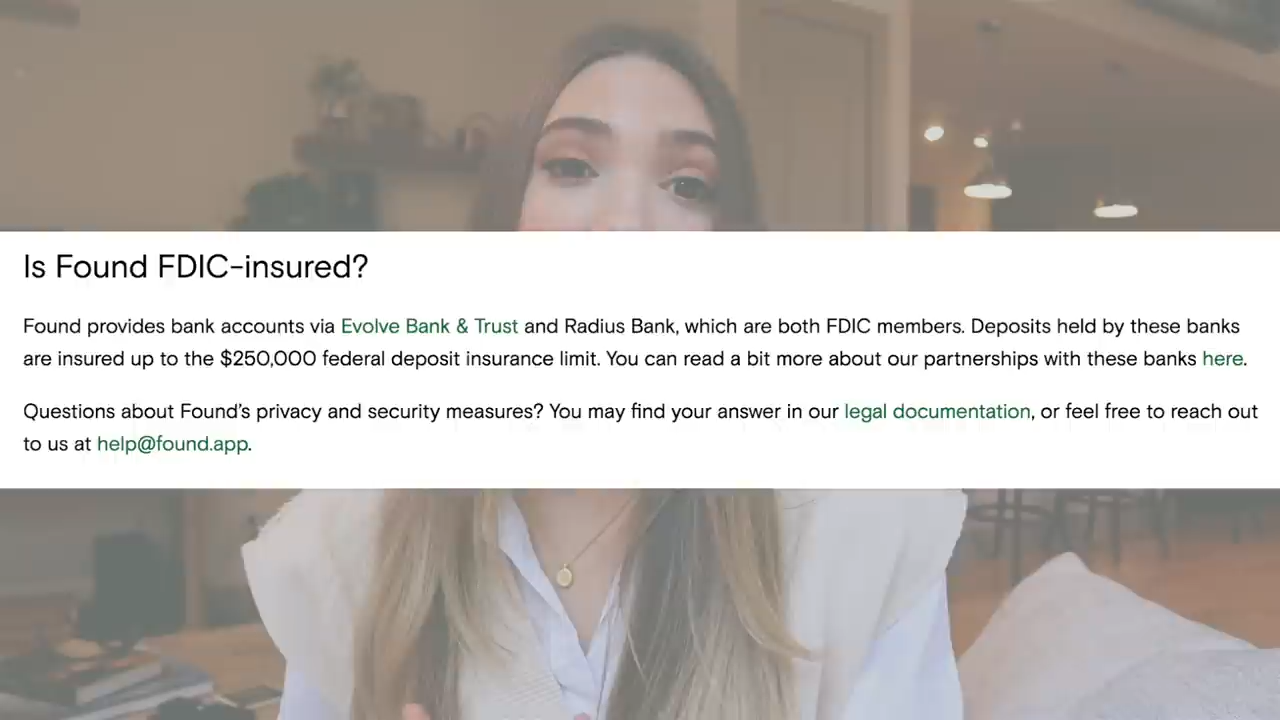 Is Found FDIC-insured?
Found provides bank accounts via Evolve Bank & Trust and Radius Bank, which are both FDIC members. Deposits held by these banks
are insured up to the $250,000 federal deposit insurance limit. You can read a bit more about our partnerships with these banks here.
Questions about Found’s privacy and security measures? You may find your answer in our legal documentation, or feel free to reach out
to us at help@found.app.